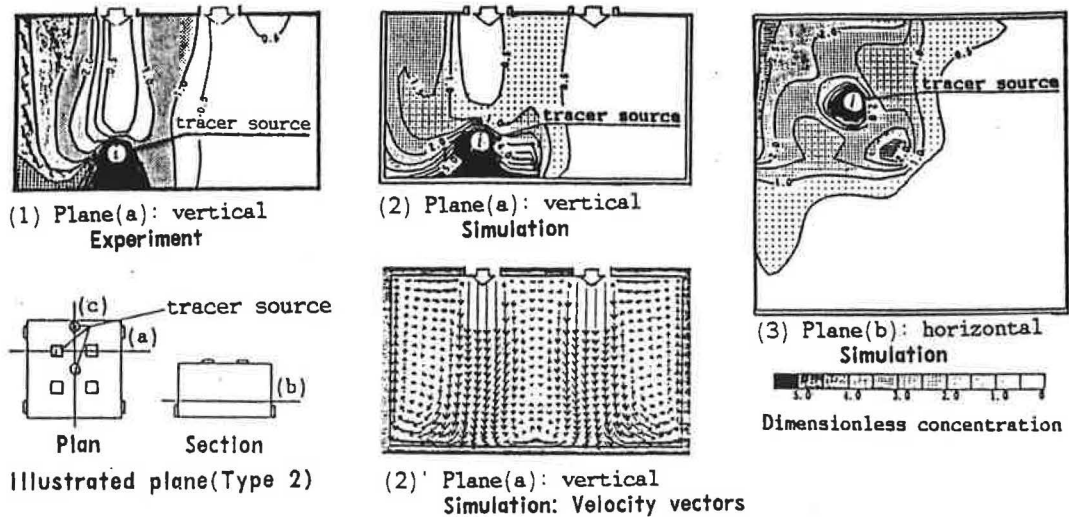 tracer source
(1) Plane(a): vertical
Experiment
tracer source
(2) Plane(a): vertical
Simulation
tracer source
(3) Plane(b): horizontal
Simulation
5.0 4.0 3.0 2.0 1.0 0
Dimensionless concentration
(c)
tracer source
(a)
(b)
Plan
Section
Illustrated plane(Type 2)
(2)' Plane(a): vertical
Simulation: Velocity vectors